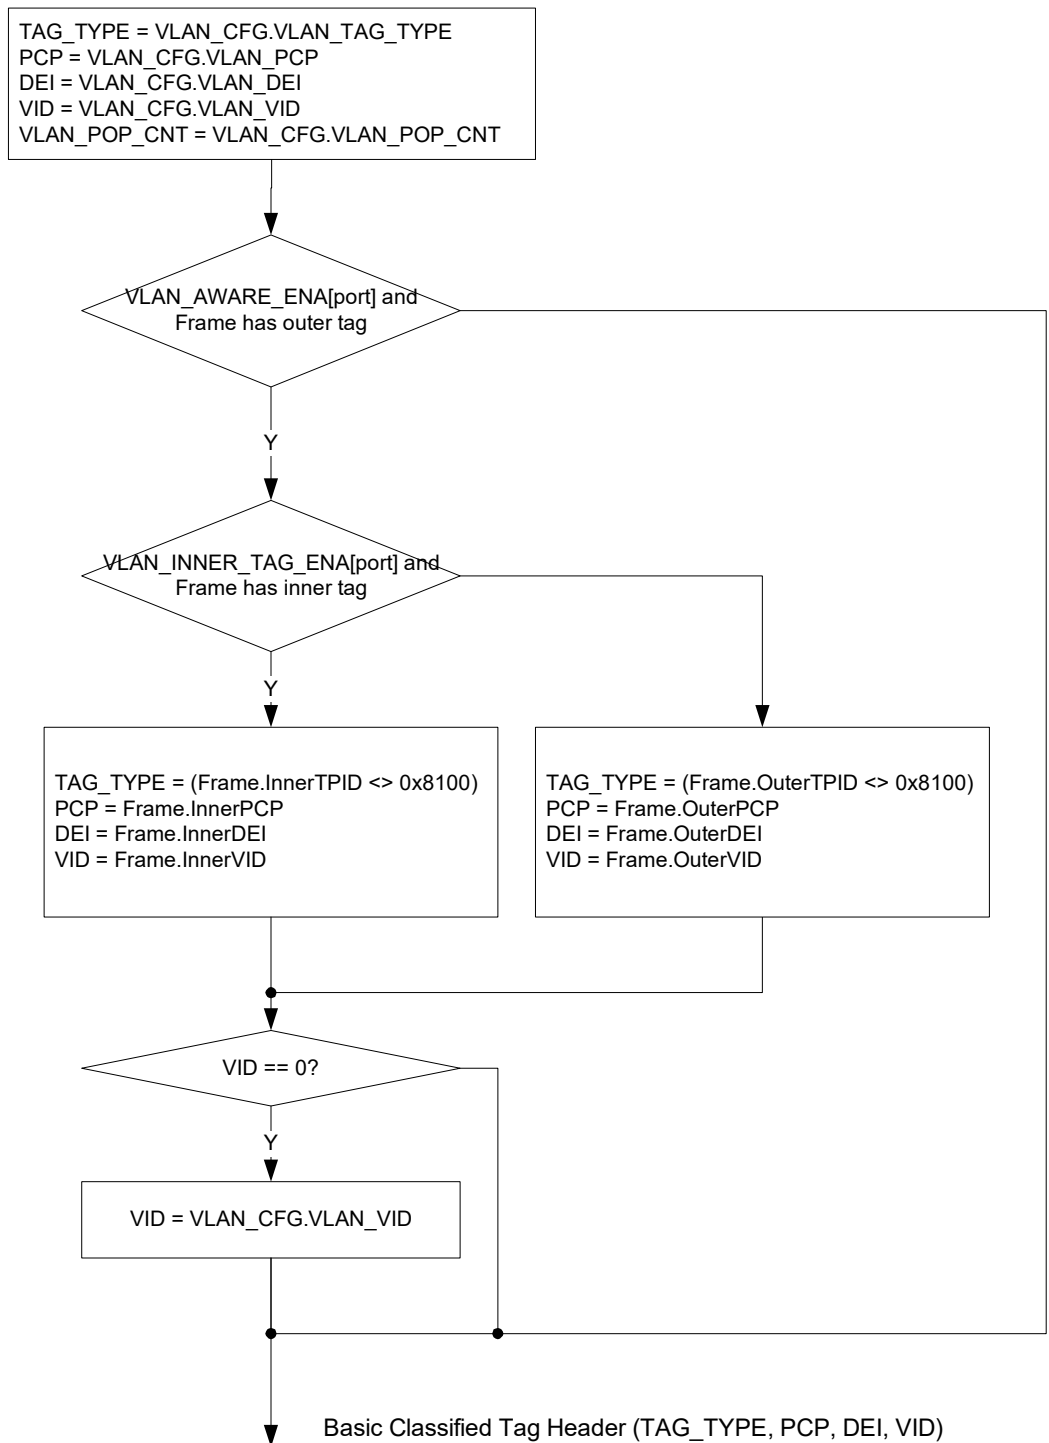 TAG_TYPE = VLAN_CFG.VLAN_TAG_TYPE
PCP = VLAN_CFG.VLAN_PCP
DEI = VLAN_CFG.VLAN_DEI
VID = VLAN_CFG.VLAN_VID
VLAN_POP_CNT = VLAN_CFG.VLAN_POP_CNT
VLAN_AWARE_ENA[port] and
Frame has outer tag
Y
VLAN_INNER_TAG_ENA[port] and
Frame has inner tag
Y
TAG_TYPE = (Frame.InnerTPID <> 0x8100)
PCP = Frame.InnerPCP
DEI = Frame.InnerDEI
VID = Frame.InnerVID
TAG_TYPE = (Frame.OuterTPID <> 0x8100)
PCP = Frame.OuterPCP
DEI = Frame.OuterDEI
VID = Frame.OuterVID
VID == 0?
Y
VID = VLAN_CFG.VLAN_VID
Basic Classified Tag Header (TAG_TYPE, PCP, DEI, VID)